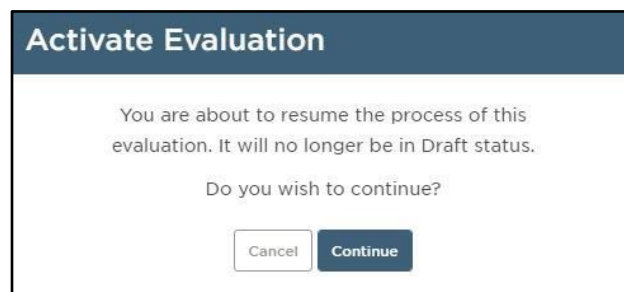 Activate Evaluation
You are about to resume the process of this
evaluation. It will no longer be in Draft status.
Do you wish to continue?
Cancel
Continue